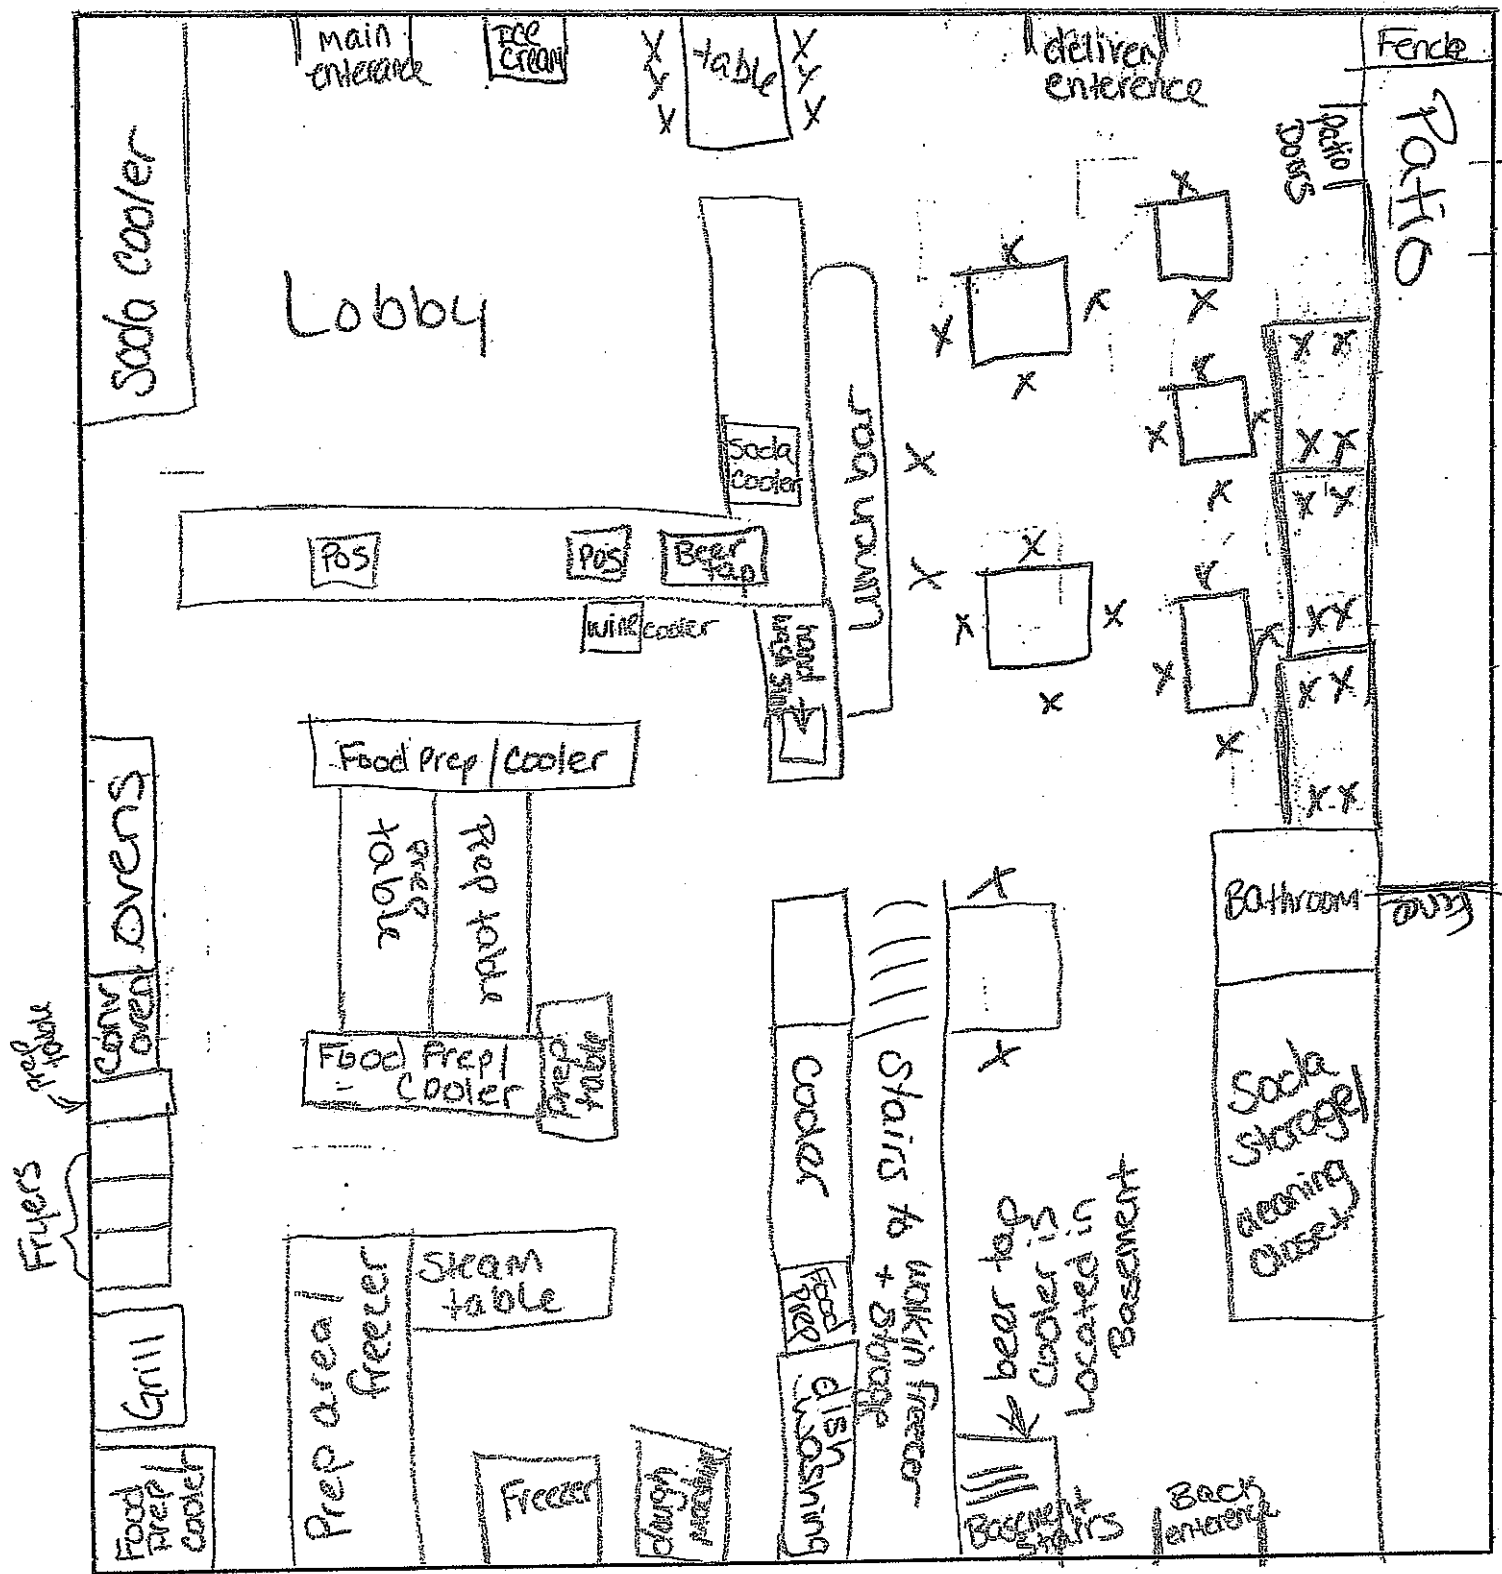 main
enterance
ICE
CREAM
X
X
X
table
X
X
X
delivery
enterence
Fence
Patio
Patio
Doors
Soda Cooler
Lobby
X
X
X
X
X
X
X X
X X
X
X
X
X
X X
X X
X X
X X
Soda
Cooler
lunch bar
X
X
X
X
X
X
X
X
X
X
X
POS
POS
Beer
tap
wine cooler
hand
wash sink
Food Prep / Cooler
prep
table
Prep table
Ovens
Conv
oven
prep
table
Food Prep /
Cooler
prep
table
Fryers
X
X
Bathroom
Fence
Cooler
Stairs to walkin freezer
+ Storage
Soda
Storage/
cleaning
closet
beer tap
Cooler in
Located in
Basement
Grill
Prep area /
freezer
Steam
table
Food
Prep
dish
washing
Food
Prep /
Cooler
Freezer
dough
machine
Basement
stairs
Back
enterence